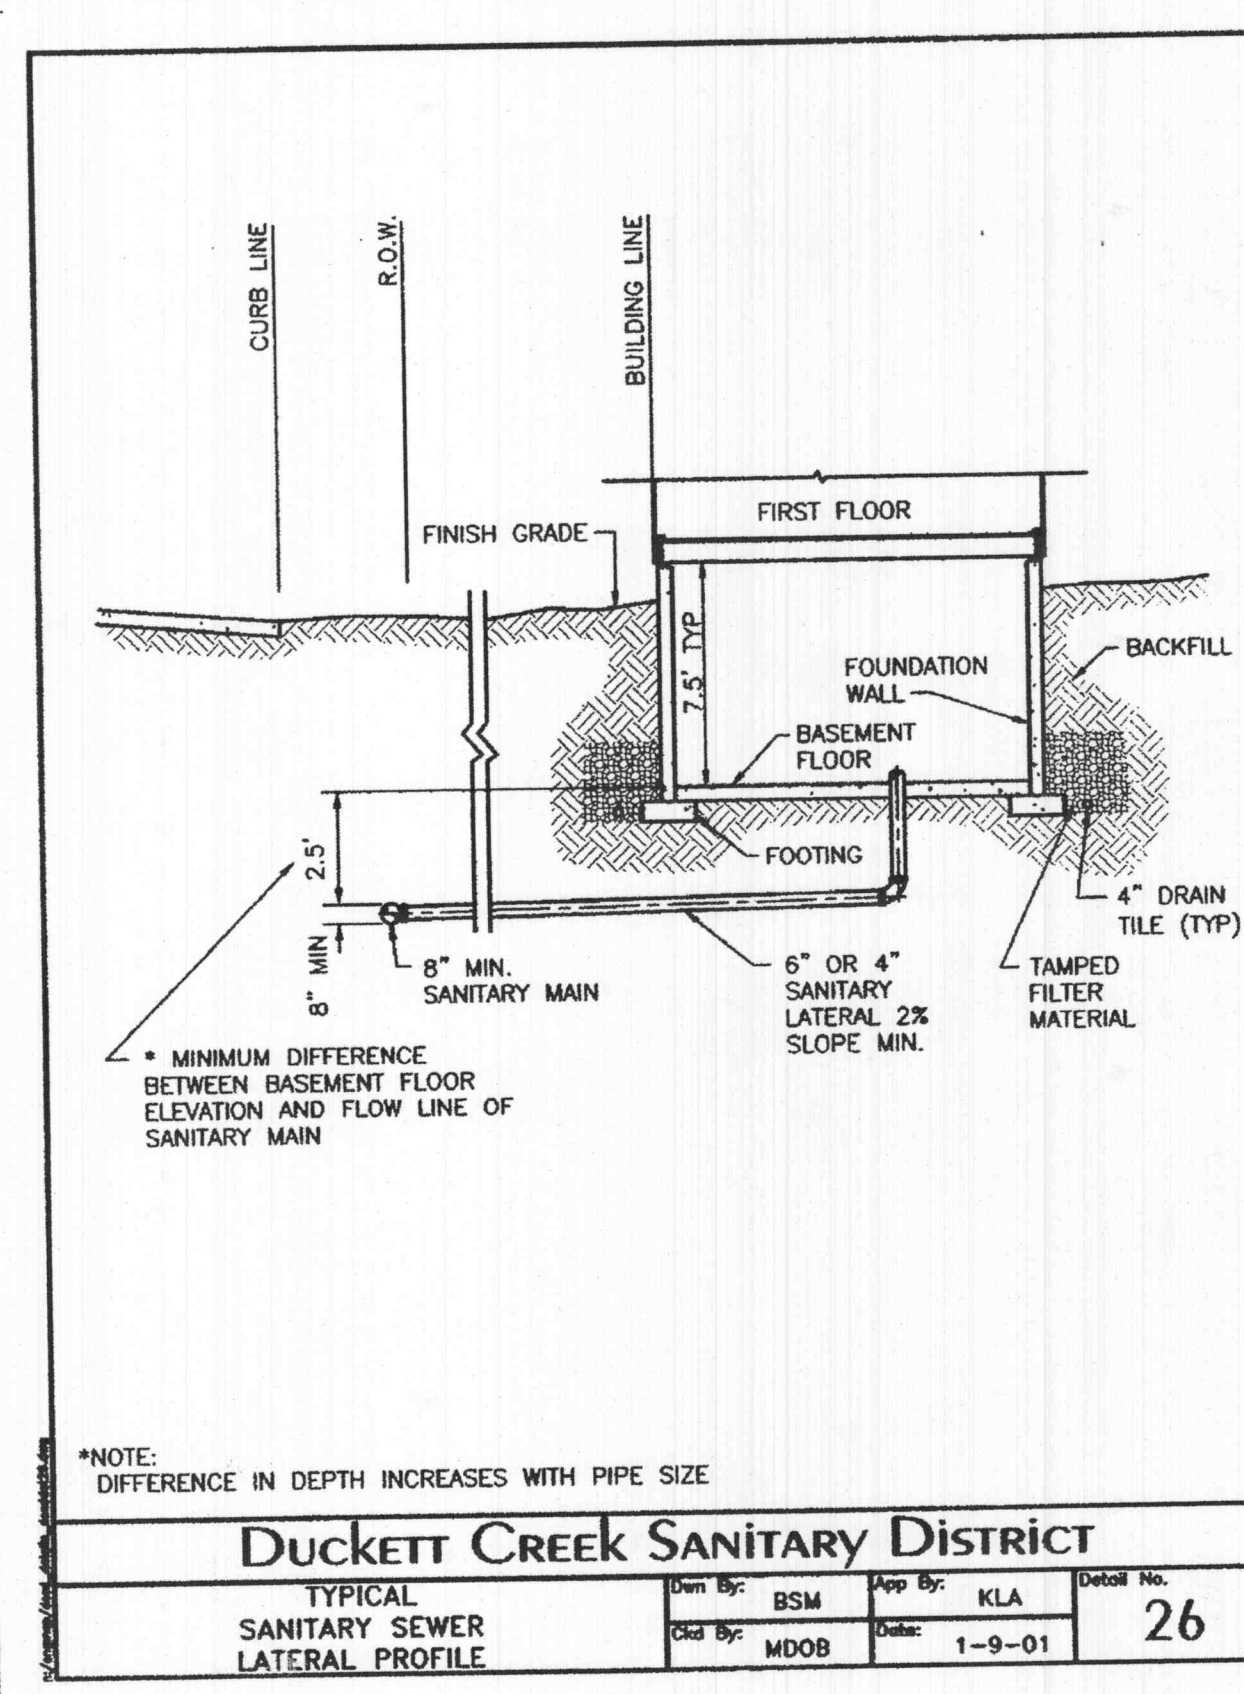 CURB LINE
R.O.W.
BUILDING LINE
FIRST FLOOR
FINISH GRADE
7.5' TYP
FOUNDATION
WALL
BACKFILL
BASEMENT
FLOOR
FOOTING
2.5'
8" MIN
8" MIN.
SANITARY MAIN
6" OR 4"
SANITARY
LATERAL 2%
SLOPE MIN.
4" DRAIN
TILE (TYP)
TAMPED
FILTER
MATERIAL
* MINIMUM DIFFERENCE
BETWEEN BASEMENT FLOOR
ELEVATION AND FLOW LINE OF
SANITARY MAIN
*NOTE:
DIFFERENCE IN DEPTH INCREASES WITH PIPE SIZE
Duckett Creek Sanitary District
TYPICAL
SANITARY SEWER
LATERAL PROFILE
Dwn By: BSM
App By: KLA
Detail No.
26
Ckd By: MDOB
Date: 1-9-01